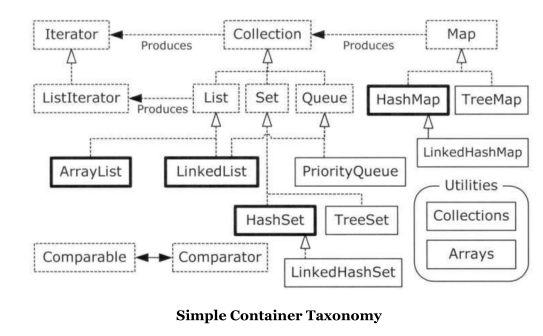 Iterator
Collection
Map
Produces
Produces
ListIterator
Produces
List
Set
Queue
HashMap
TreeMap
LinkedHashMap
ArrayList
LinkedList
PriorityQueue
Utilities
Collections
Arrays
HashSet
TreeSet
Comparable
Comparator
LinkedHashSet
Simple Container Taxonomy